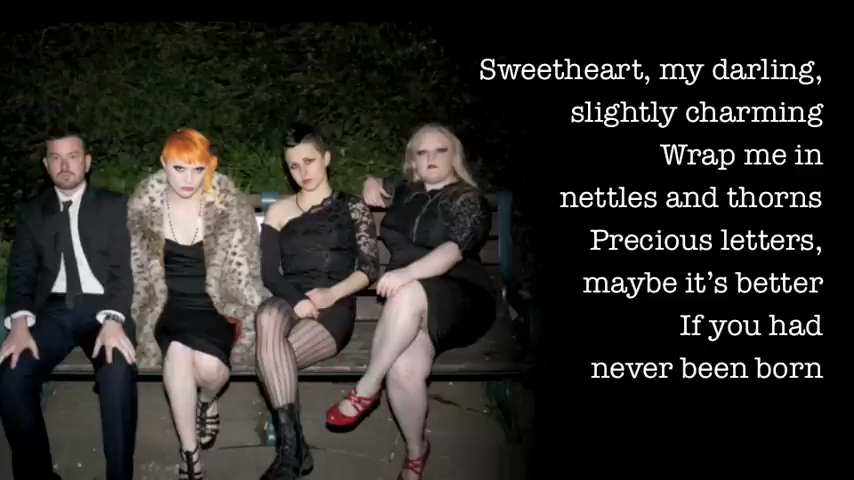 Sweetheart, my darling,
slightly charming
Wrap me in
nettles and thorns
Precious letters,
maybe it's better
If you had
never been born